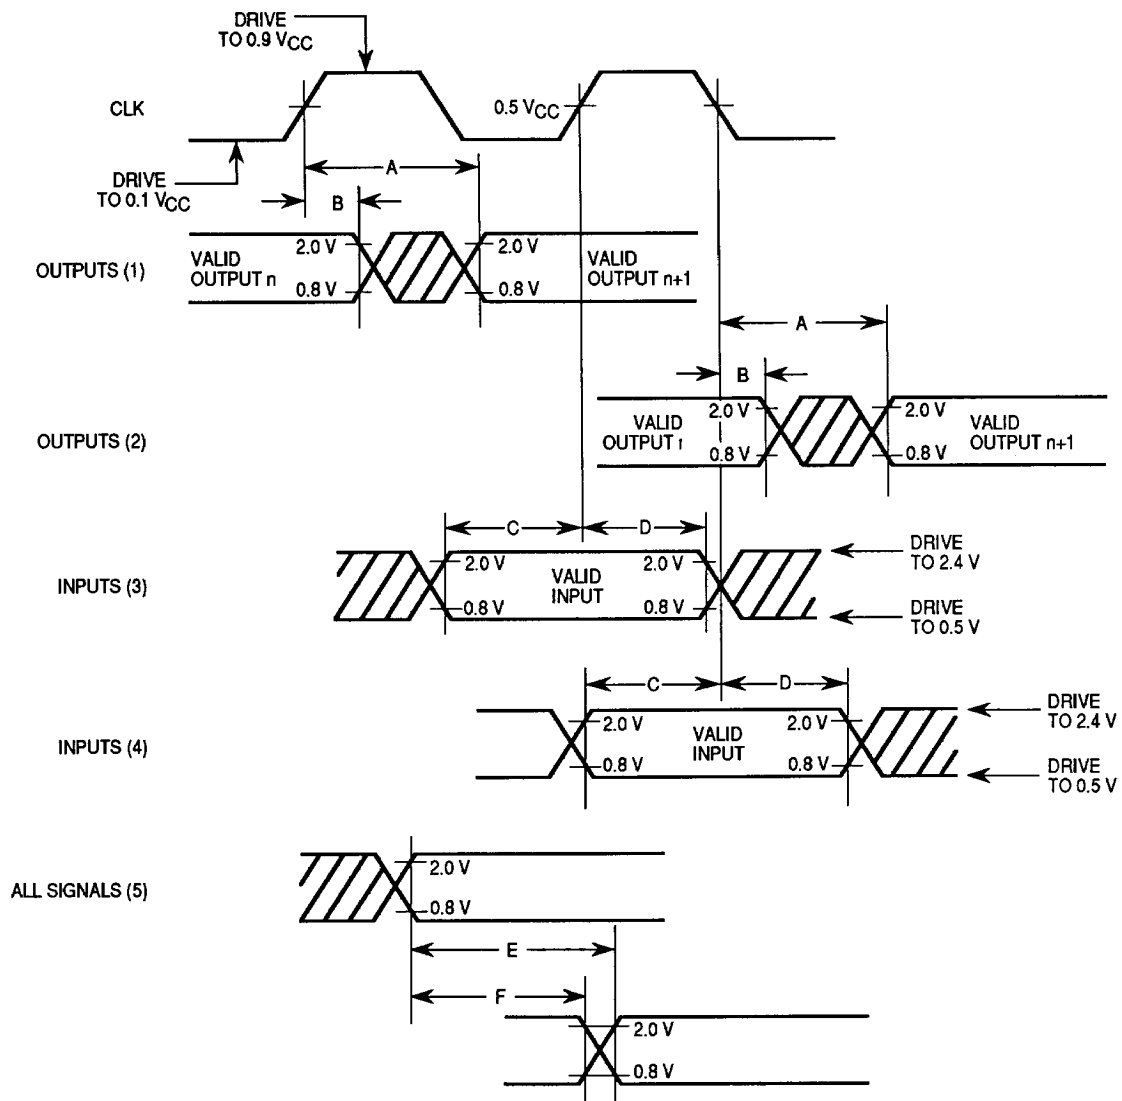 DRIVE
TO 0.9 VCC
CLK
0.5 VCC
DRIVE
TO 0.1 VCC
A
B
OUTPUTS (1)
VALID
OUTPUT n
2.0 V
0.8 V
2.0 V
0.8 V
VALID
OUTPUT n+1
A
B
OUTPUTS (2)
VALID
OUTPUT
2.0 V
0.8 V
2.0 V
0.8 V
VALID
OUTPUT n+1
C
D
INPUTS (3)
2.0 V
0.8 V
VALID
INPUT
2.0 V
0.8 V
DRIVE
TO 2.4 V
DRIVE
TO 0.5 V
C
D
INPUTS (4)
2.0 V
0.8 V
VALID
INPUT
2.0 V
0.8 V
DRIVE
TO 2.4 V
DRIVE
TO 0.5 V
ALL SIGNALS (5)
2.0 V
0.8 V
E
F
2.0 V
0.8 V